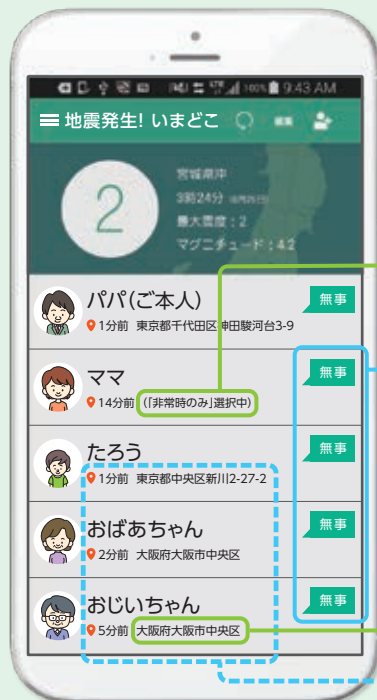 100% 9:43 AM
地震発生! いまどこ
2
宮城県沖
3時24分
最大震度:2
マグニチュード:4.2
パパ(ご本人)
無事
1分前 東京都千代田区神田駿河台3-9
ママ
無事
14分前 (「非常時のみ」選択中)
たろう
無事
1分前 東京都中央区新川2-27-2
おばあちゃん
無事
2分前 大阪府大阪市中央区
おじいちゃん
無事
5分前 大阪府大阪市中央区